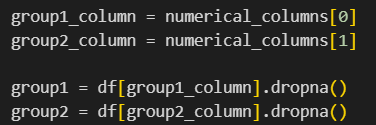 group1_column = numerical_columns[0]
group2_column = numerical_columns[1]
group1 = df[group1_column].dropna()
group2 = df[group2_column].dropna()